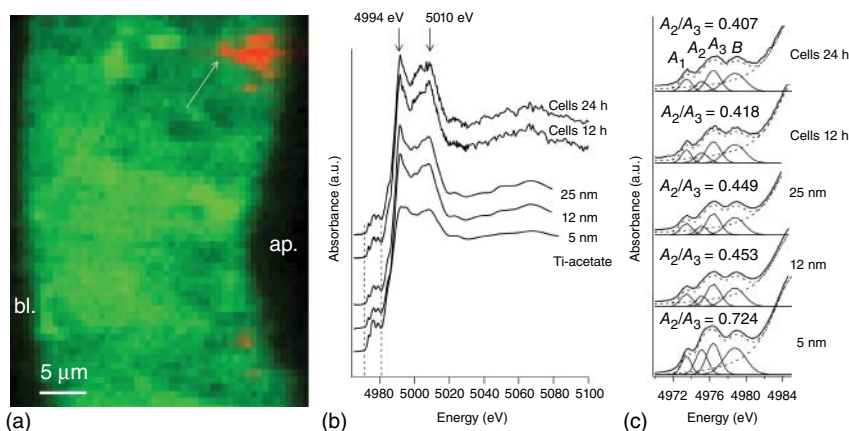 ap.
bl.
5 μm
(a)
4994 eV
5010 eV
Absorbance (a.u.)
Cells 24 h
Cells 12 h
25 nm
12 nm
5 nm
Ti-acetate
4980 5000 5020 5040 5060 5080 5100
Energy (eV)
(b)
Absorbance (a.u.)
A2/A3 = 0.407
A1 A2 A3 B
Cells 24 h
A2/A3 = 0.418
Cells 12 h
A2/A3 = 0.449
25 nm
A2/A3 = 0.453
12 nm
A2/A3 = 0.724
5 nm
4972 4976 4980 4984
Energy (eV)
(c)